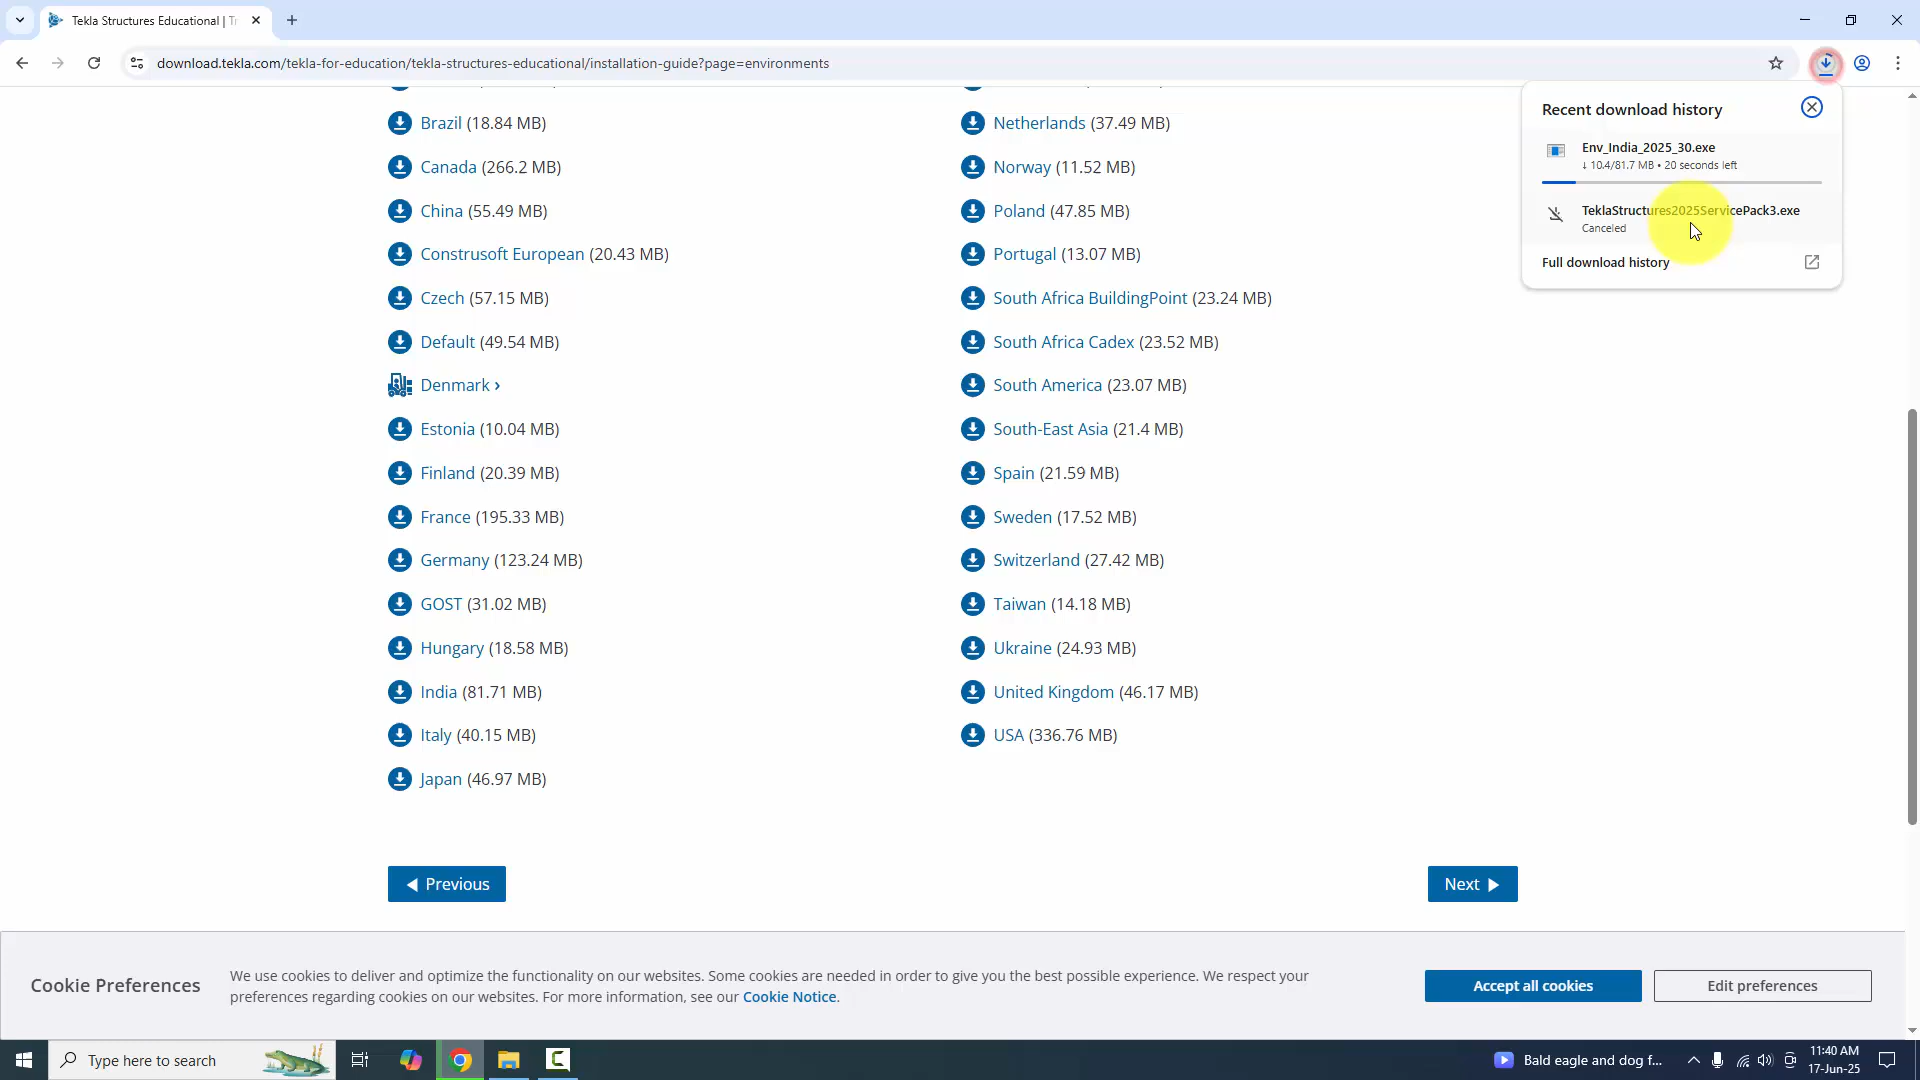 Tekla Structures Educational | Tr
download.tekla.com/tekla-for-education/tekla-structures-educational/installation-guide?page=environments
Recent download history
Env_India_2025_30.exe
↓ 10.4/81.7 MB • 20 seconds left
TeklaStructures2025ServicePack3.exe
Canceled
Full download history
Brazil (18.84 MB)
Canada (266.2 MB)
China (55.49 MB)
Construsoft European (20.43 MB)
Czech (57.15 MB)
Default (49.54 MB)
Denmark ›
Estonia (10.04 MB)
Finland (20.39 MB)
France (195.33 MB)
Germany (123.24 MB)
GOST (31.02 MB)
Hungary (18.58 MB)
India (81.71 MB)
Italy (40.15 MB)
Japan (46.97 MB)
Netherlands (37.49 MB)
Norway (11.52 MB)
Poland (47.85 MB)
Portugal (13.07 MB)
South Africa BuildingPoint (23.24 MB)
South Africa Cadex (23.52 MB)
South America (23.07 MB)
South-East Asia (21.4 MB)
Spain (21.59 MB)
Sweden (17.52 MB)
Switzerland (27.42 MB)
Taiwan (14.18 MB)
Ukraine (24.93 MB)
United Kingdom (46.17 MB)
USA (336.76 MB)
Previous
Next
Cookie Preferences
We use cookies to deliver and optimize the functionality on our websites. Some cookies are needed in order to give you the best possible experience. We respect your
preferences regarding cookies on our websites. For more information, see our Cookie Notice.
Accept all cookies
Edit preferences
Type here to search
Bald eagle and dog f...
11:40 AM
17-Jun-25